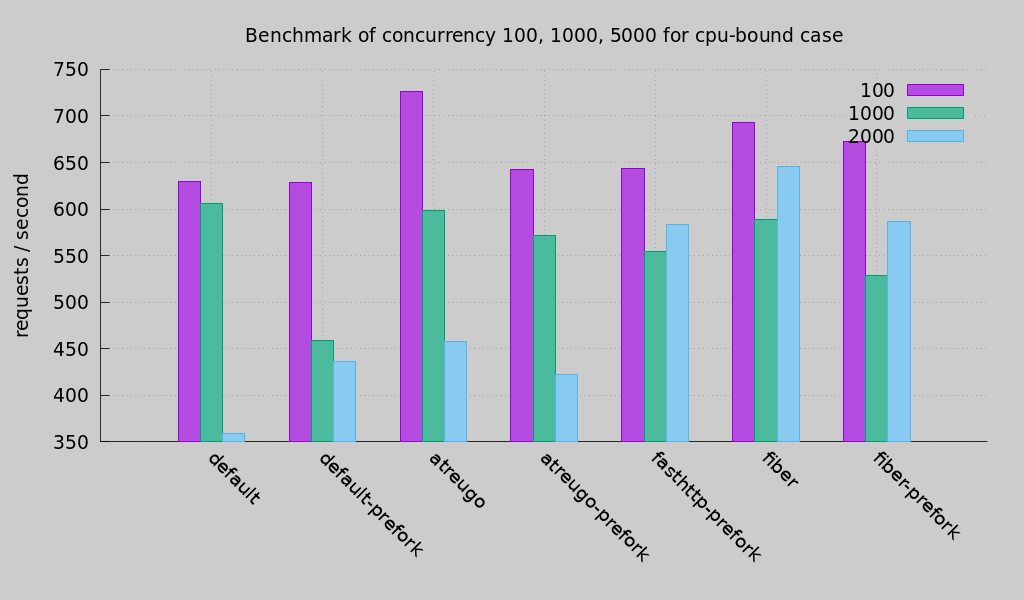 Benchmark of concurrency 100, 1000, 5000 for cpu-bound case
requests / second
750
700
650
600
550
500
450
400
350
100
1000
2000
default
default-prefork
atreugo
atreugo-prefork
fasthttp-prefork
fiber
fiber-prefork